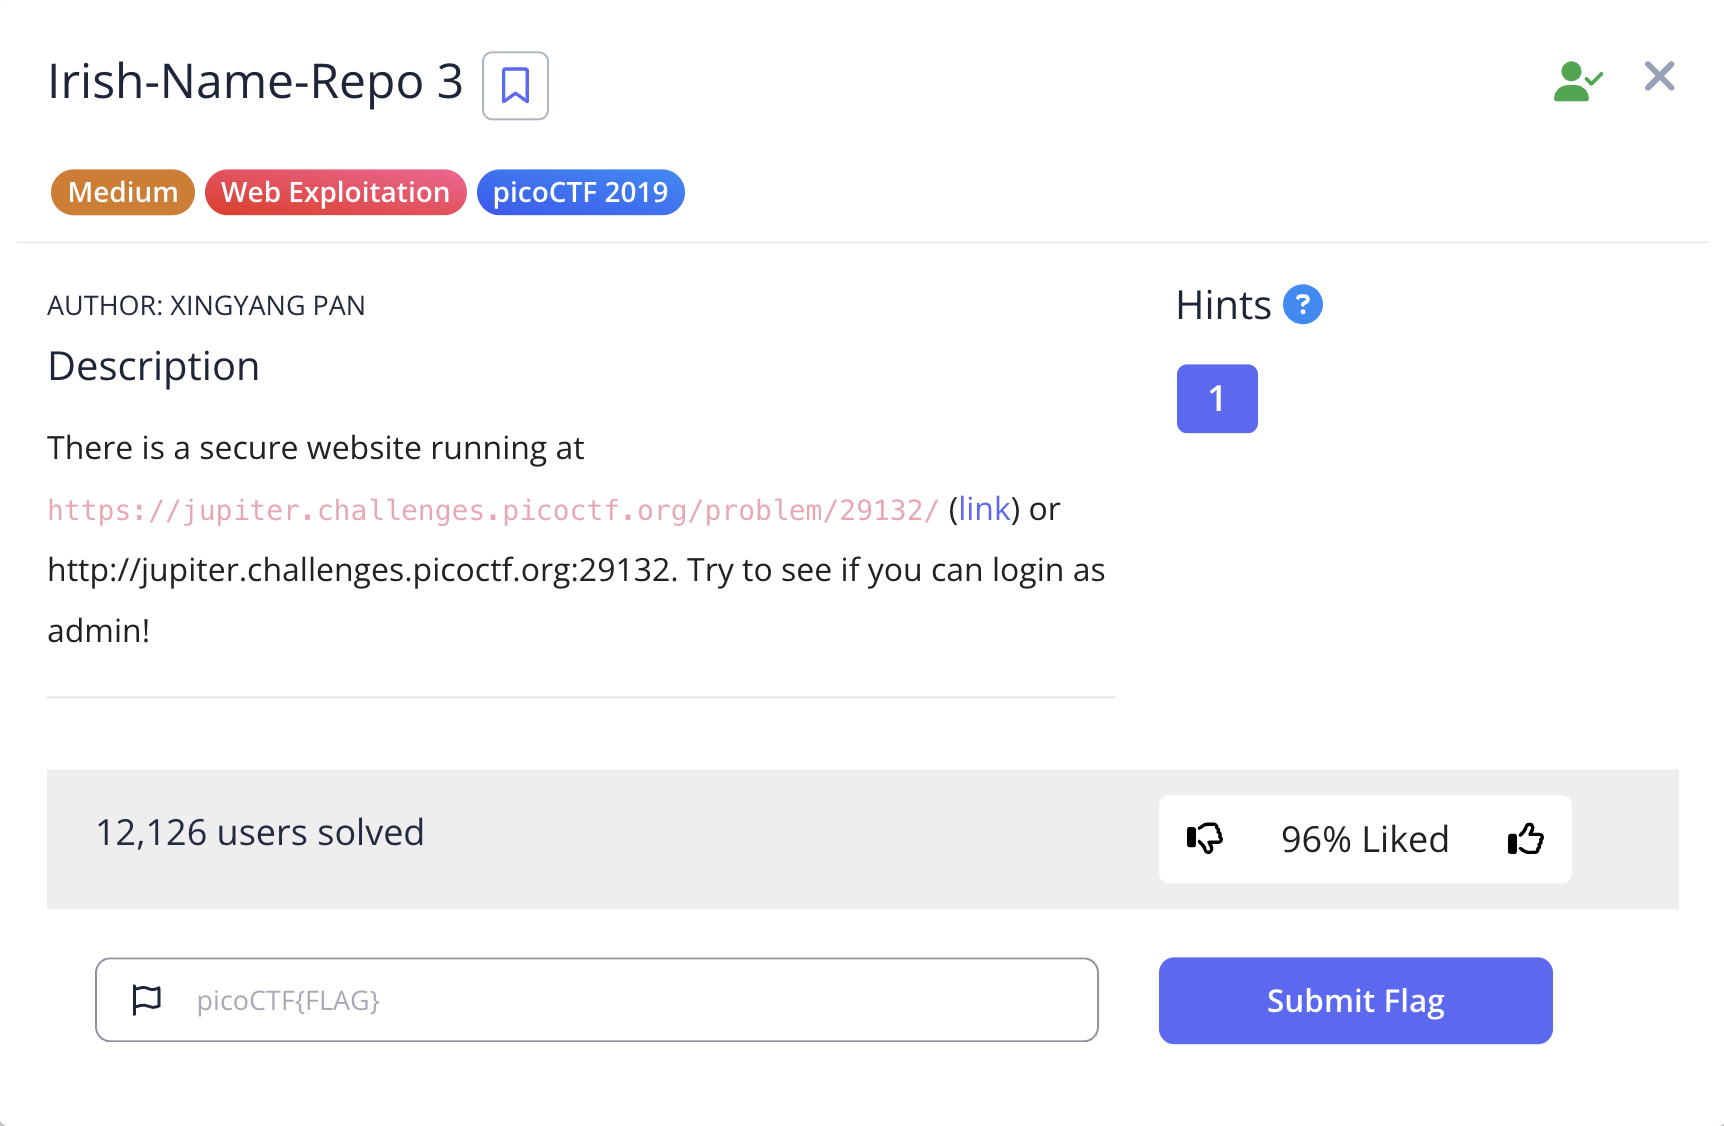 Irish-Name-Repo 3
Medium Web Exploitation picoCTF 2019
AUTHOR: XINGYANG PAN
Description
There is a secure website running at
https://jupiter.challenges.picoctf.org/problem/29132/ (link) or
http://jupiter.challenges.picoctf.org:29132. Try to see if you can login as
admin!
Hints ?
1
12,126 users solved
96% Liked
picoCTF{FLAG}
Submit Flag